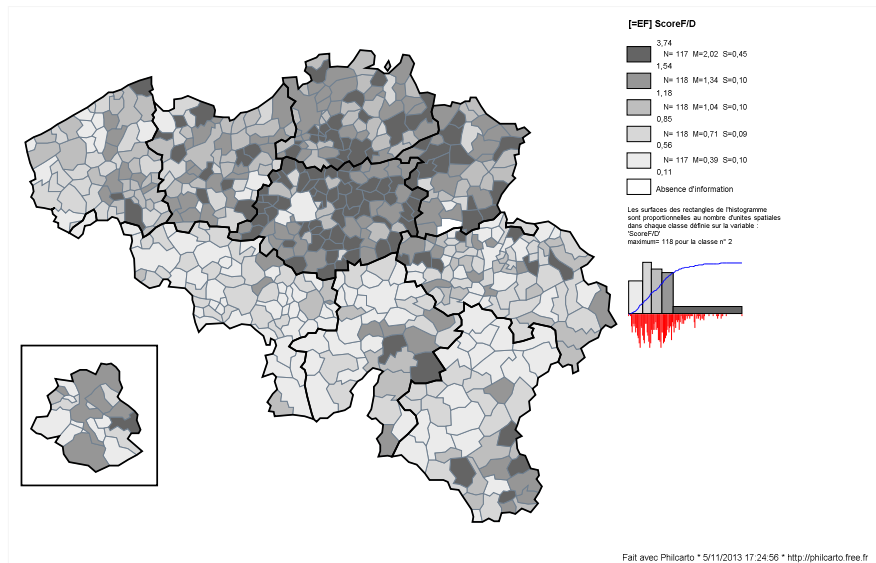 [=EF] ScoreF/D
3,74
N= 117 M=2,02 S=0,45
1,54
N= 118 M=1,34 S=0,10
1,18
N= 118 M=1,04 S=0,10
0,85
N= 118 M=0,71 S=0,09
0,56
N= 117 M=0,39 S=0,10
0,11
Absence d'information
Les surfaces des rectangles de l'histogramme
sont proportionnelles au nombre d'unites spatiales
dans chaque classe définie sur la variable :
'ScoreF/D'
maximum= 118 pour la classe n° 2
Fait avec Philcarto * 5/11/2013 17:24:56 * http://philcarto.free.fr